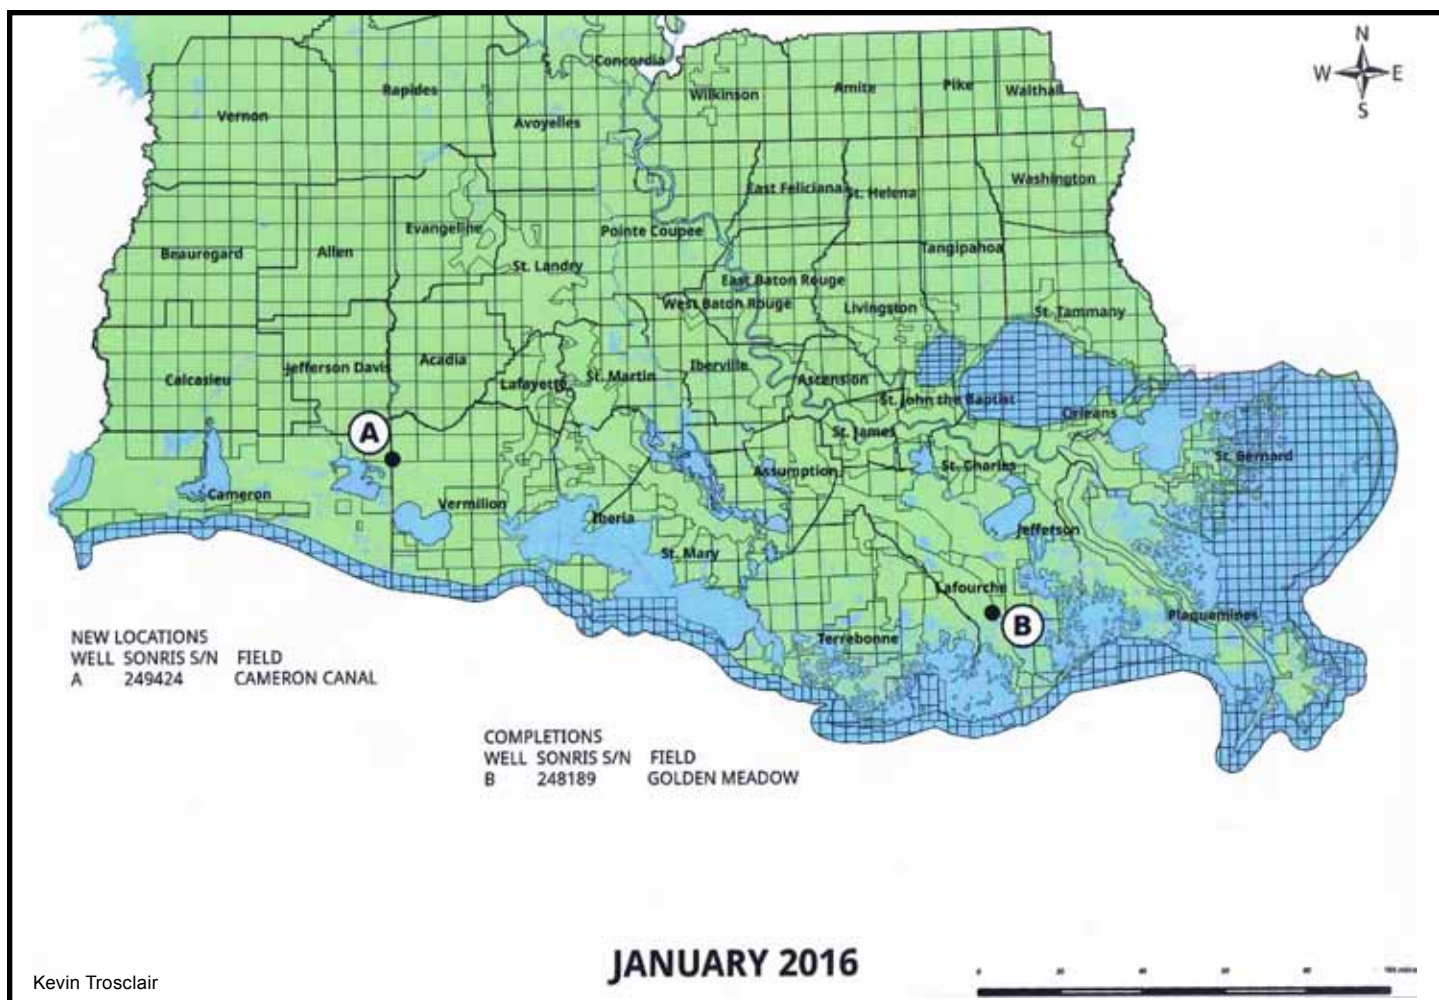 N
W E
S
Concordia
Rapides
Wilkinson
Amite
Pike
Walthall
Vernon
Avoyelles
East Feliciana
St. Helena
Washington
Evangeline
Pointe Coupee
Beauregard
Allen
Tangipahoa
St. Landry
East Baton Rouge
West Baton Rouge
Livingston
St. Tammany
Jefferson Davis
Acadia
Iberville
Calcasieu
Lafayette
St. Martin
Ascension
St. John the Baptist
Orleans
A
St. James
St. Bernard
Assumption
St. Charles
Cameron
Vermilion
Iberia
Jefferson
St. Mary
Lafourche
B
Plaquemines
Terrebonne
NEW LOCATIONS
WELL SONRIS S/N FIELD
A 249424 CAMERON CANAL
COMPLETIONS
WELL SONRIS S/N FIELD
B 248189 GOLDEN MEADOW
JANUARY 2016
Kevin Trosclair